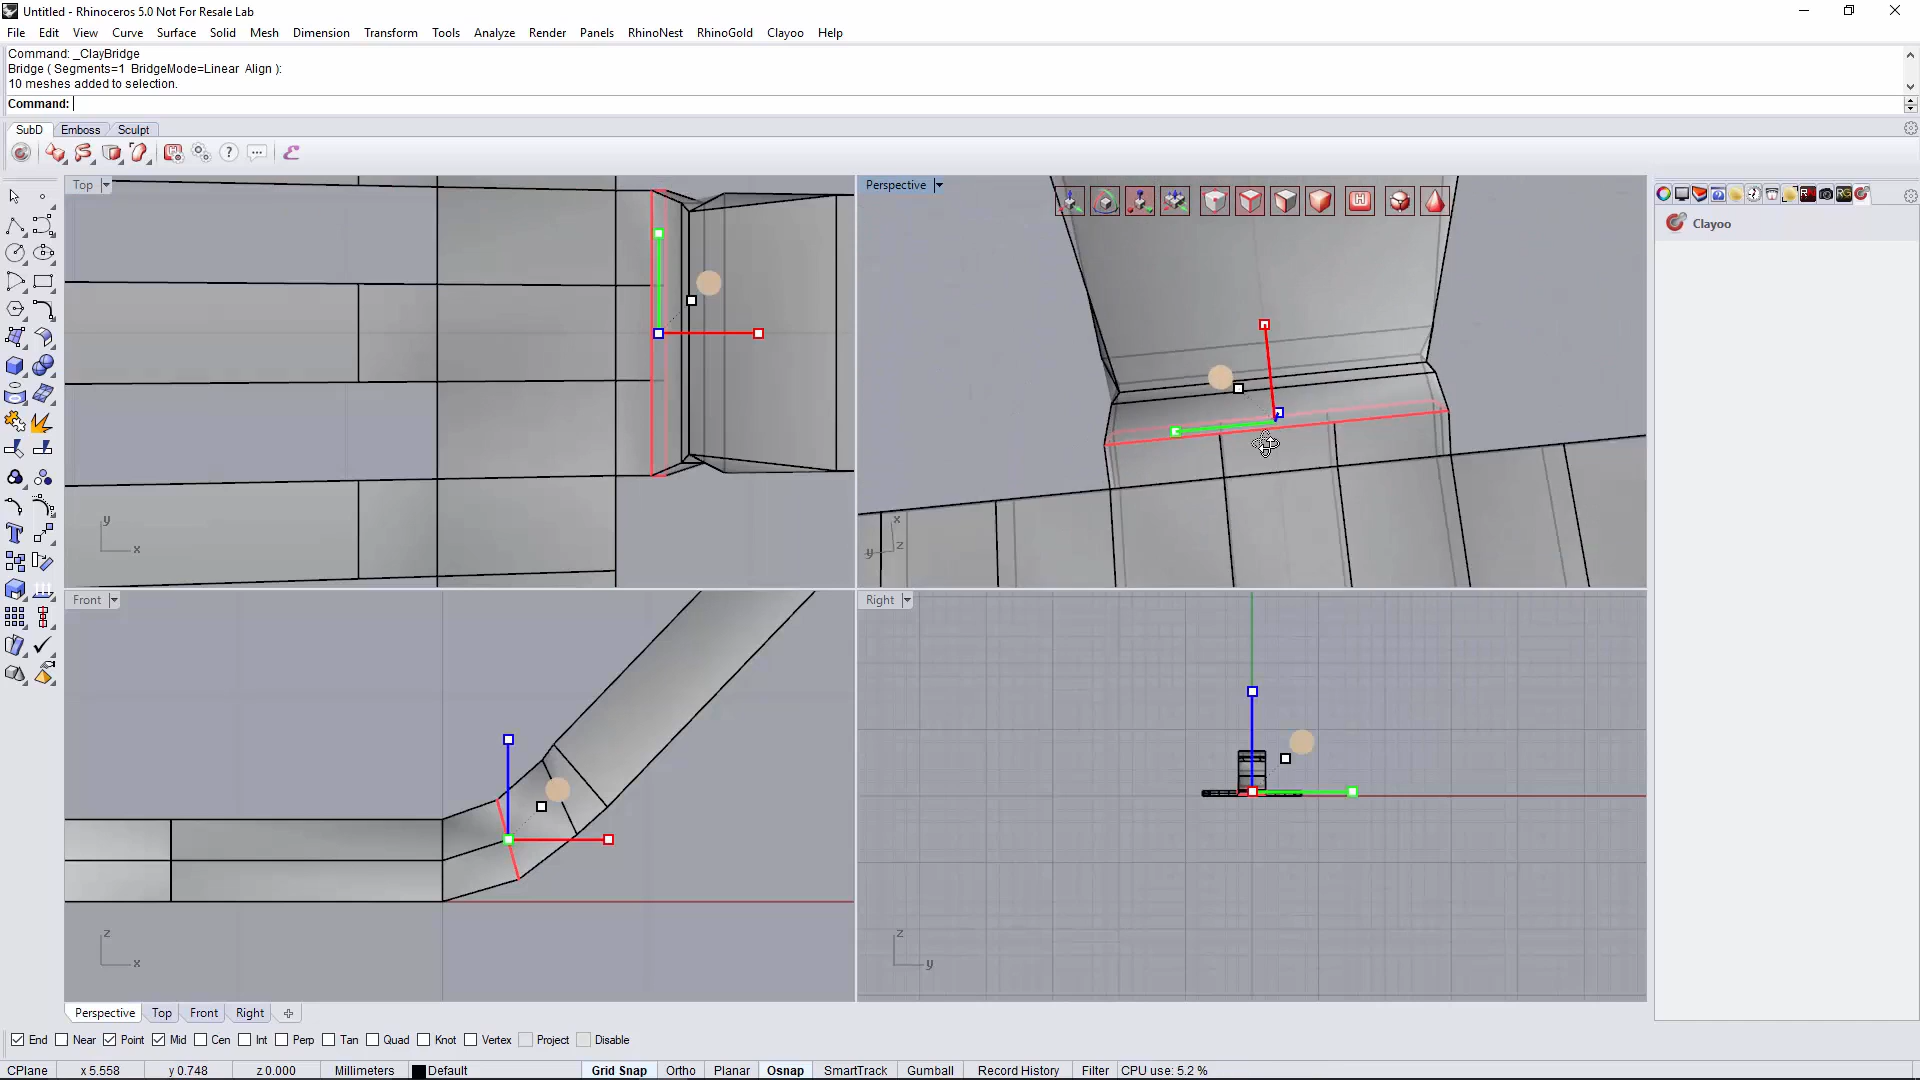 Untitled - Rhinoceros 5.0 Not For Resale Lab
File Edit View Curve Surface Solid Mesh Dimension Transform Tools Analyze Render Panels RhinoNest RhinoGold Clayoo Help
Command: _ClayBridge
Bridge ( Segments=1 BridgeMode=Linear Align ):
10 meshes added to selection.
Command:
SubD Emboss Sculpt
Top
Perspective
Clayoo
y
x
x
y
z
Front
Right
z
x
z
y
Perspective Top Front Right
End Near Point Mid Cen Int Perp Tan Quad Knot Vertex Project Disable
CPlane x 5.558 y 0.748 z 0.000 Millimeters Default Grid Snap Ortho Planar Osnap SmartTrack Gumball Record History Filter CPU use: 5.2 %